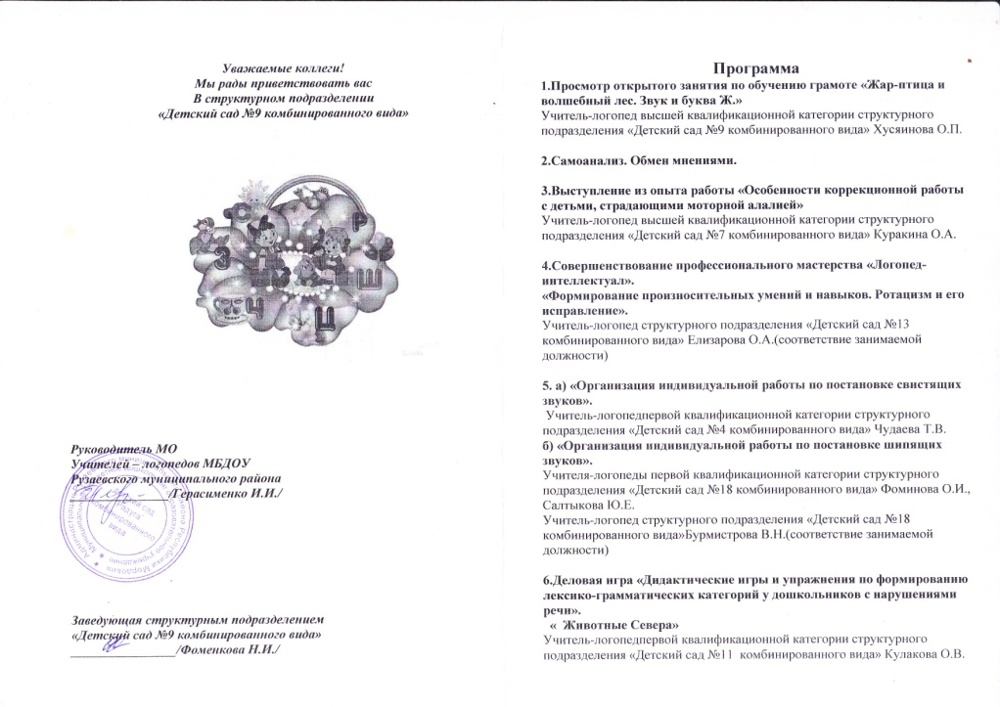 Уважаемые коллеги!
Мы рады приветствовать вас
В структурном подразделении
«Детский сад №9 комбинированного вида»
С
Р
З
Ш
Ч
Щ
Руководитель МО
Учителей – логопедов МБДОУ
Рузаевского муниципального района
/Герасименко И.И./
Заведующая структурным подразделением
«Детский сад №9 комбинированного вида»
/Фоменкова Н.И./
Программа
1.Просмотр открытого занятия по обучению грамоте «Жар-птица и
волшебный лес. Звук и буква Ж.»
Учитель-логопед высшей квалификационной категории структурного
подразделения «Детский сад №9 комбинированного вида» Хусяинова О.П.
2.Самоанализ. Обмен мнениями.
3.Выступление из опыта работы «Особенности коррекционной работы
с детьми, страдающими моторной алалией»
Учитель-логопед высшей квалификационной категории структурного
подразделения «Детский сад №7 комбинированного вида» Куракина О.А.
4.Совершенствование профессионального мастерства «Логопед-
интеллектуал».
«Формирование произносительных умений и навыков. Ротацизм и его
исправление».
Учитель-логопед структурного подразделения «Детский сад №13
комбинированного вида» Елизарова О.А.(соответствие занимаемой
должности)
5. а) «Организация индивидуальной работы по постановке свистящих
звуков».
Учитель-логопедпервой квалификационной категории структурного
подразделения «Детский сад №4 комбинированного вида» Чудаева Т.В.
б) «Организация индивидуальной работы по постановке шипящих
звуков».
Учителя-логопеды первой квалификационной категории структурного
подразделения «Детский сад №18 комбинированного вида» Фоминова О.И.,
Салтыкова Ю.Е.
Учитель-логопед структурного подразделения «Детский сад №18
комбинированного вида»Бурмистрова В.Н.(соответствие занимаемой
должности)
6.Деловая игра «Дидактические игры и упражнения по формированию
лексико-грамматических категорий у дошкольников с нарушениями
речи».
« Животные Севера»
Учитель-логопедпервой квалификационной категории структурного
подразделения «Детский сад №11 комбинированного вида» Кулакова О.В.